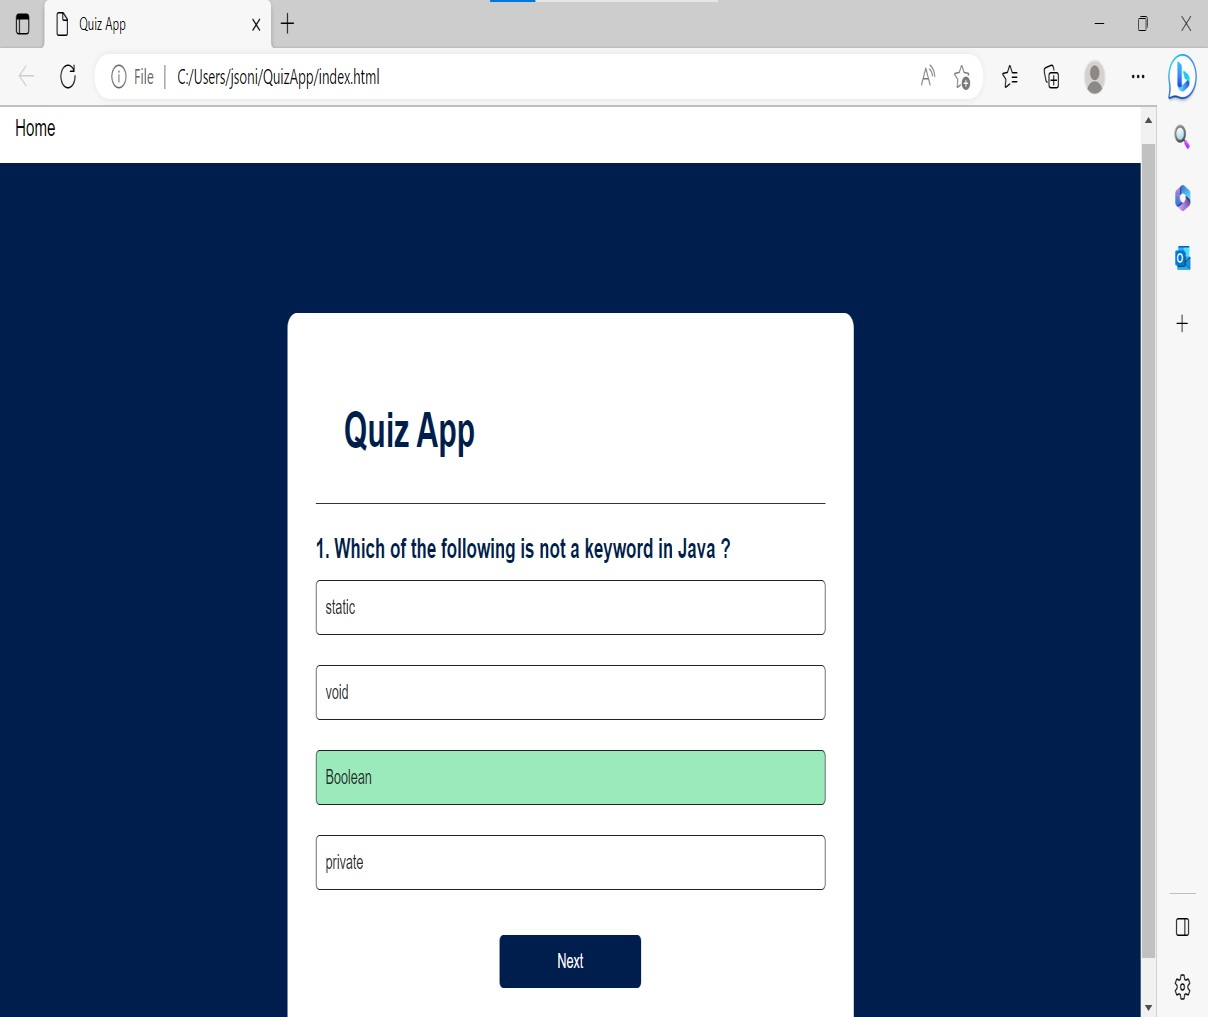 Quiz App
File C:/Users/jsoni/QuizApp/index.html
Home
Quiz App
1. Which of the following is not a keyword in Java ?
static
void
Boolean
private
Next